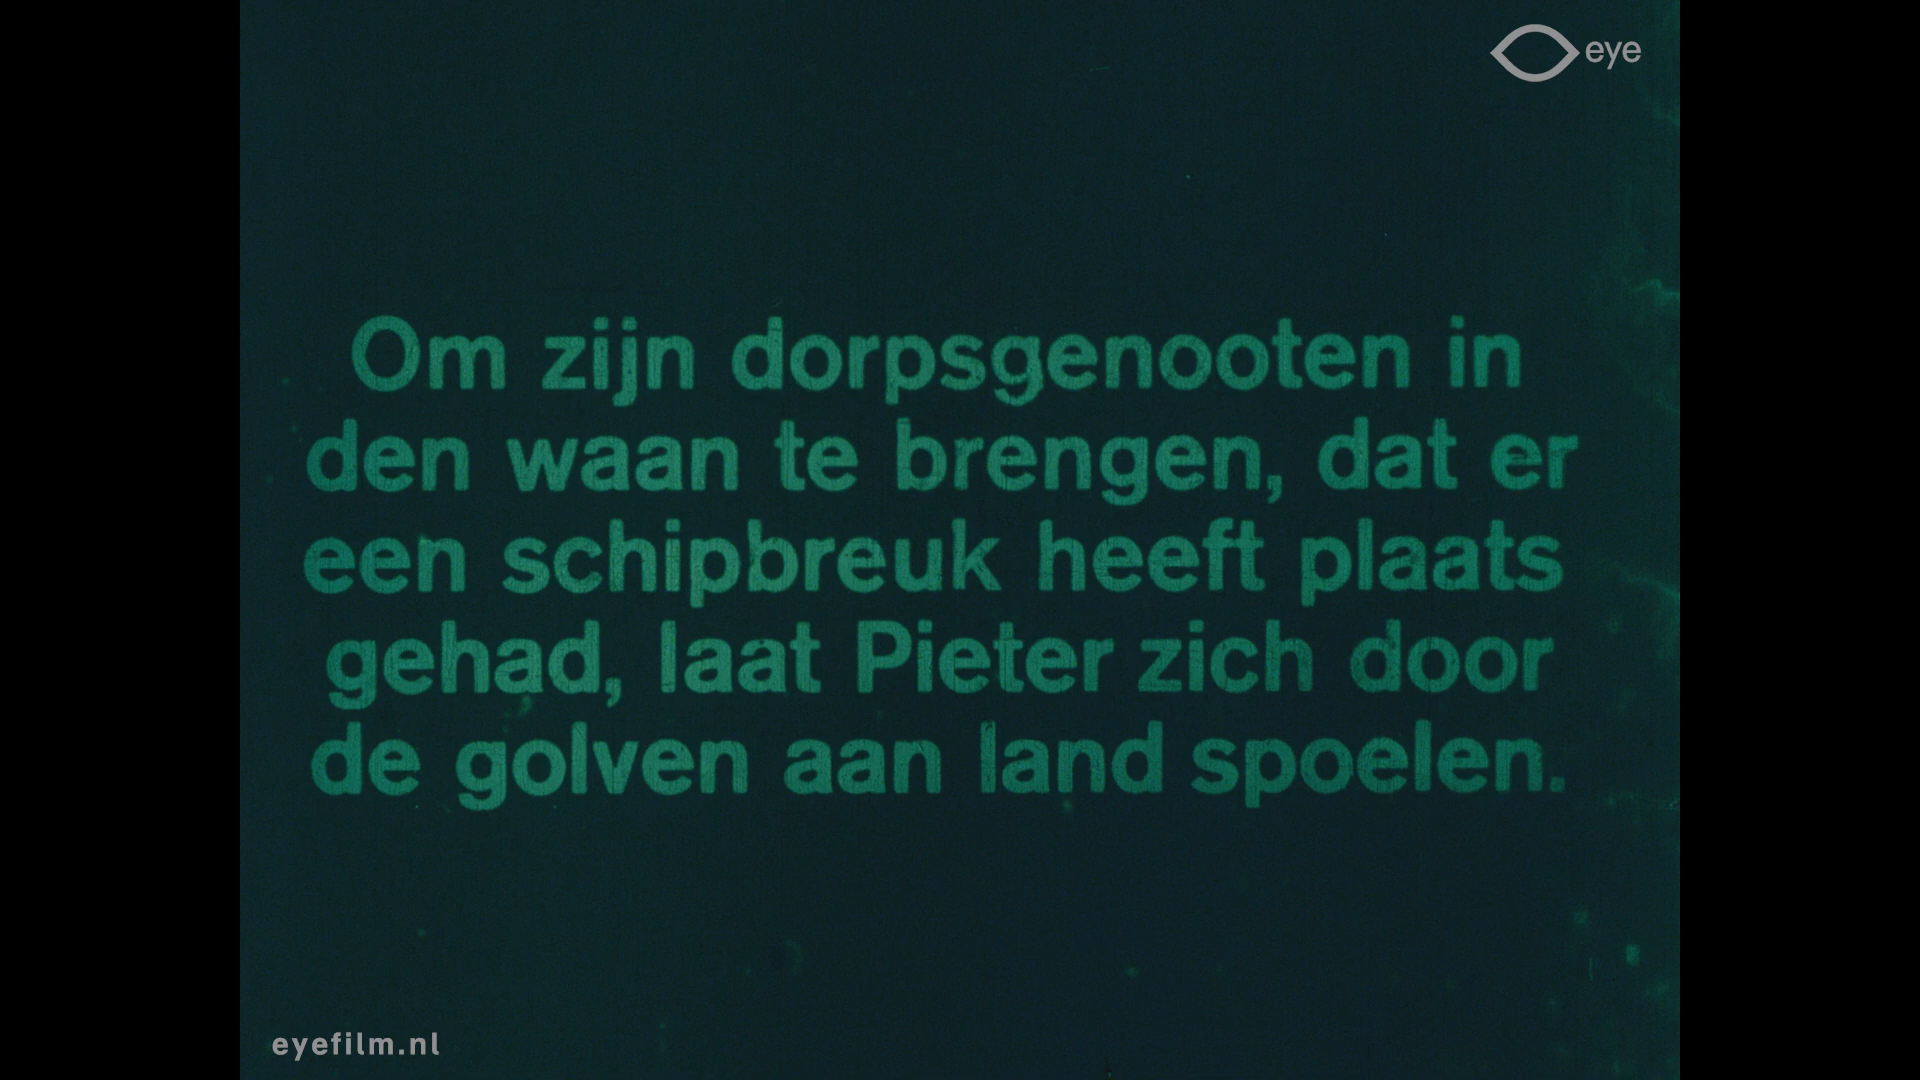 eye
Om zijn dorpsgenooten in
den waan te brengen, dat er
een schipbreuk heeft plaats
gehad, laat Pieter zich door
de golven aan land spoelen.
eyefilm.nl